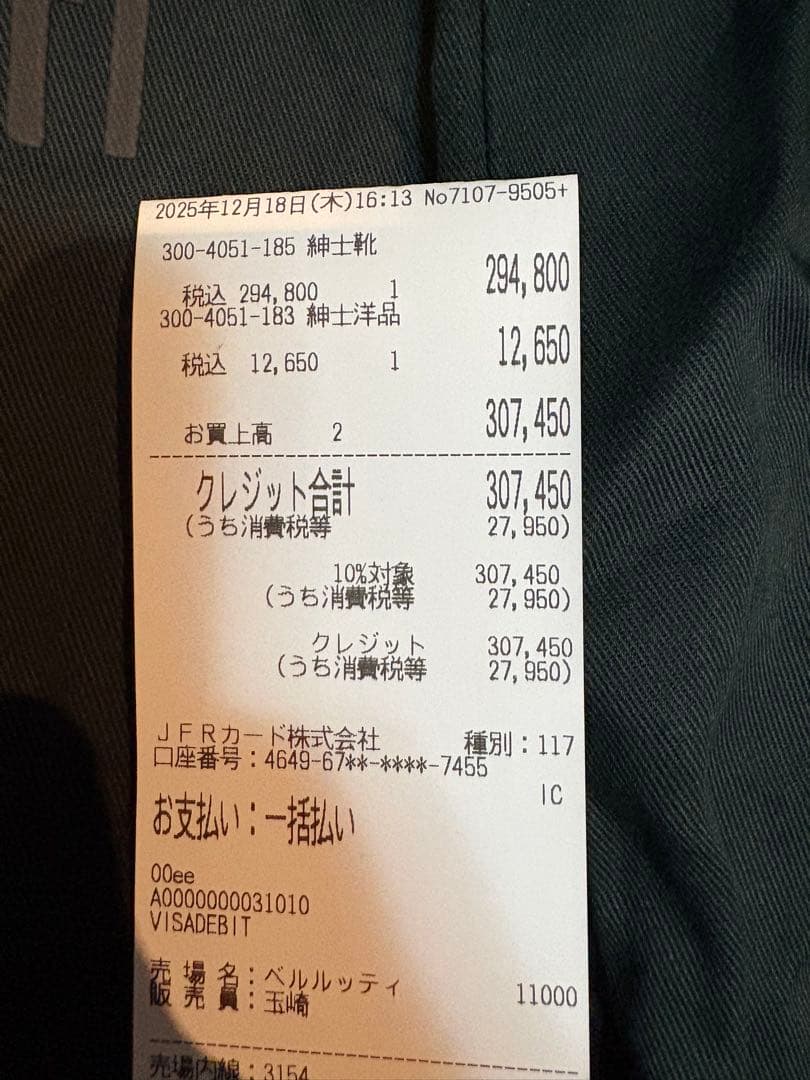 2025年12月18日(木)16:13 No7107-9505+
300-4051-185 紳士靴
税込 294,800 1 294,800
300-4051-183 紳士洋品
税込 12,650 1 12,650
お買上高 2 307,450
クレジット合計 307,450
(うち消費税等 27,950)
10%対象 307,450
(うち消費税等 27,950)
クレジット 307,450
(うち消費税等 27,950)
JFRカード株式会社 種別:117
口座番号:4649-67**-****-7455
IC
お支払い:一括払い
00ee
A0000000031010
VISADEBIT
売場名:ベルルッティ
販売員:玉崎 11000
売場内線:3154